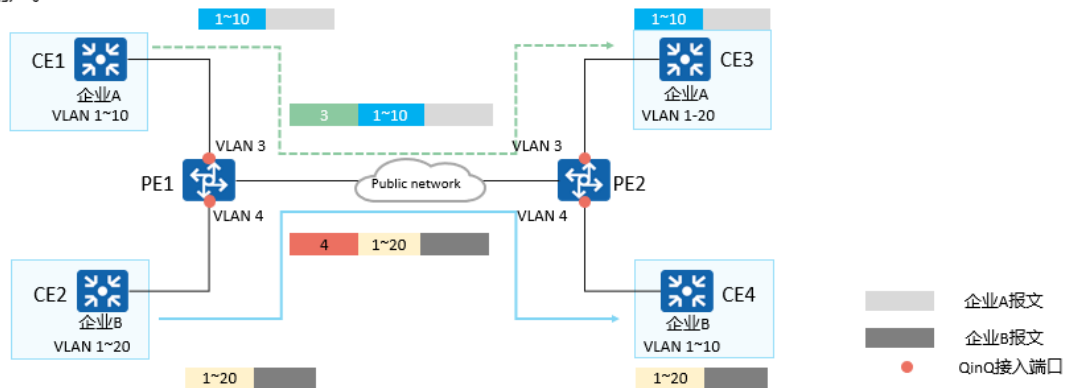 1~10
1~10
CE1
企业A
VLAN 1~10
CE3
企业A
VLAN 1-20
3
1~10
VLAN 3
VLAN 3
PE1
Public network
PE2
VLAN 4
VLAN 4
4
1~20
CE2
企业B
VLAN 1~20
CE4
企业B
VLAN 1~10
企业A报文
企业B报文
QinQ接入端口
1~20
1~20